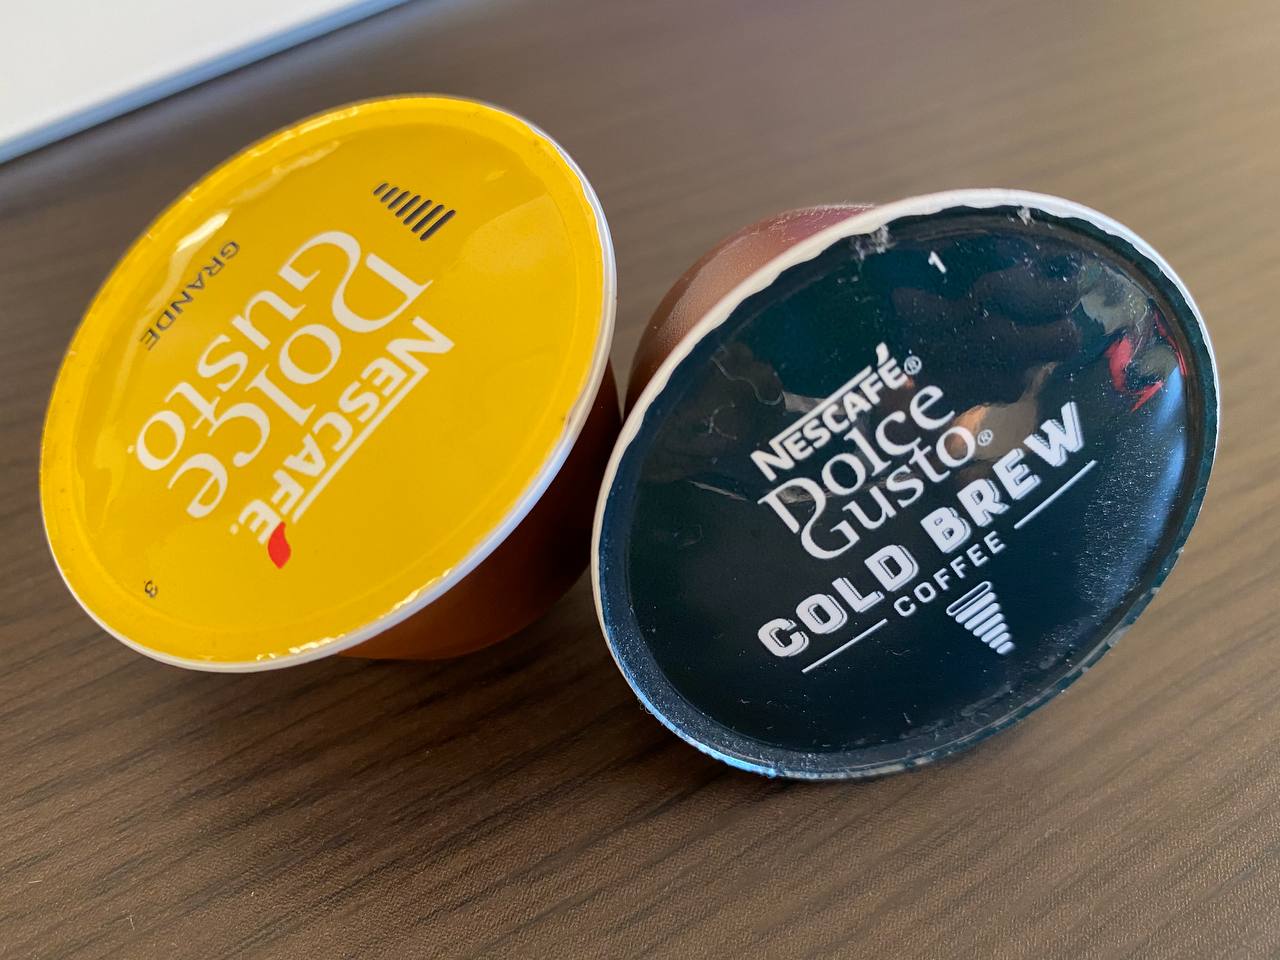 NESCAFÉ.
Dolce
Gusto.
GRANDE
3
1
NESCAFÉ®
Dolce
Gusto®
COLD BREW
COFFEE